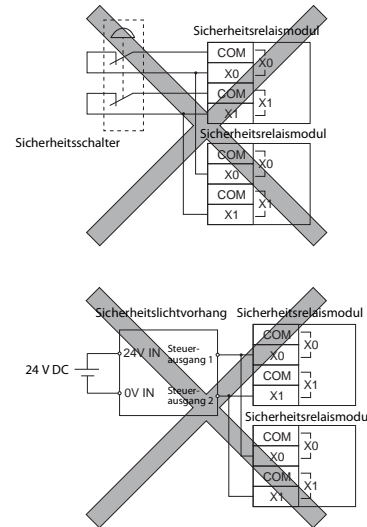 Sicherheitsrelaismodul
COM
X0
X0
COM
X1
X1
Sicherheitsschalter
Sicherheitsrelaismodul
COM
X0
X0
COM
X1
X1
Sicherheitslichtvorhang
Sicherheitsrelaismodul
24 V DC
24V IN
Steuer-
ausgang 1
0V IN
Steuer-
ausgang 2
COM
X0
X0
COM
X1
X1
Sicherheitsrelaismodul
COM
X0
X0
COM
X1
X1